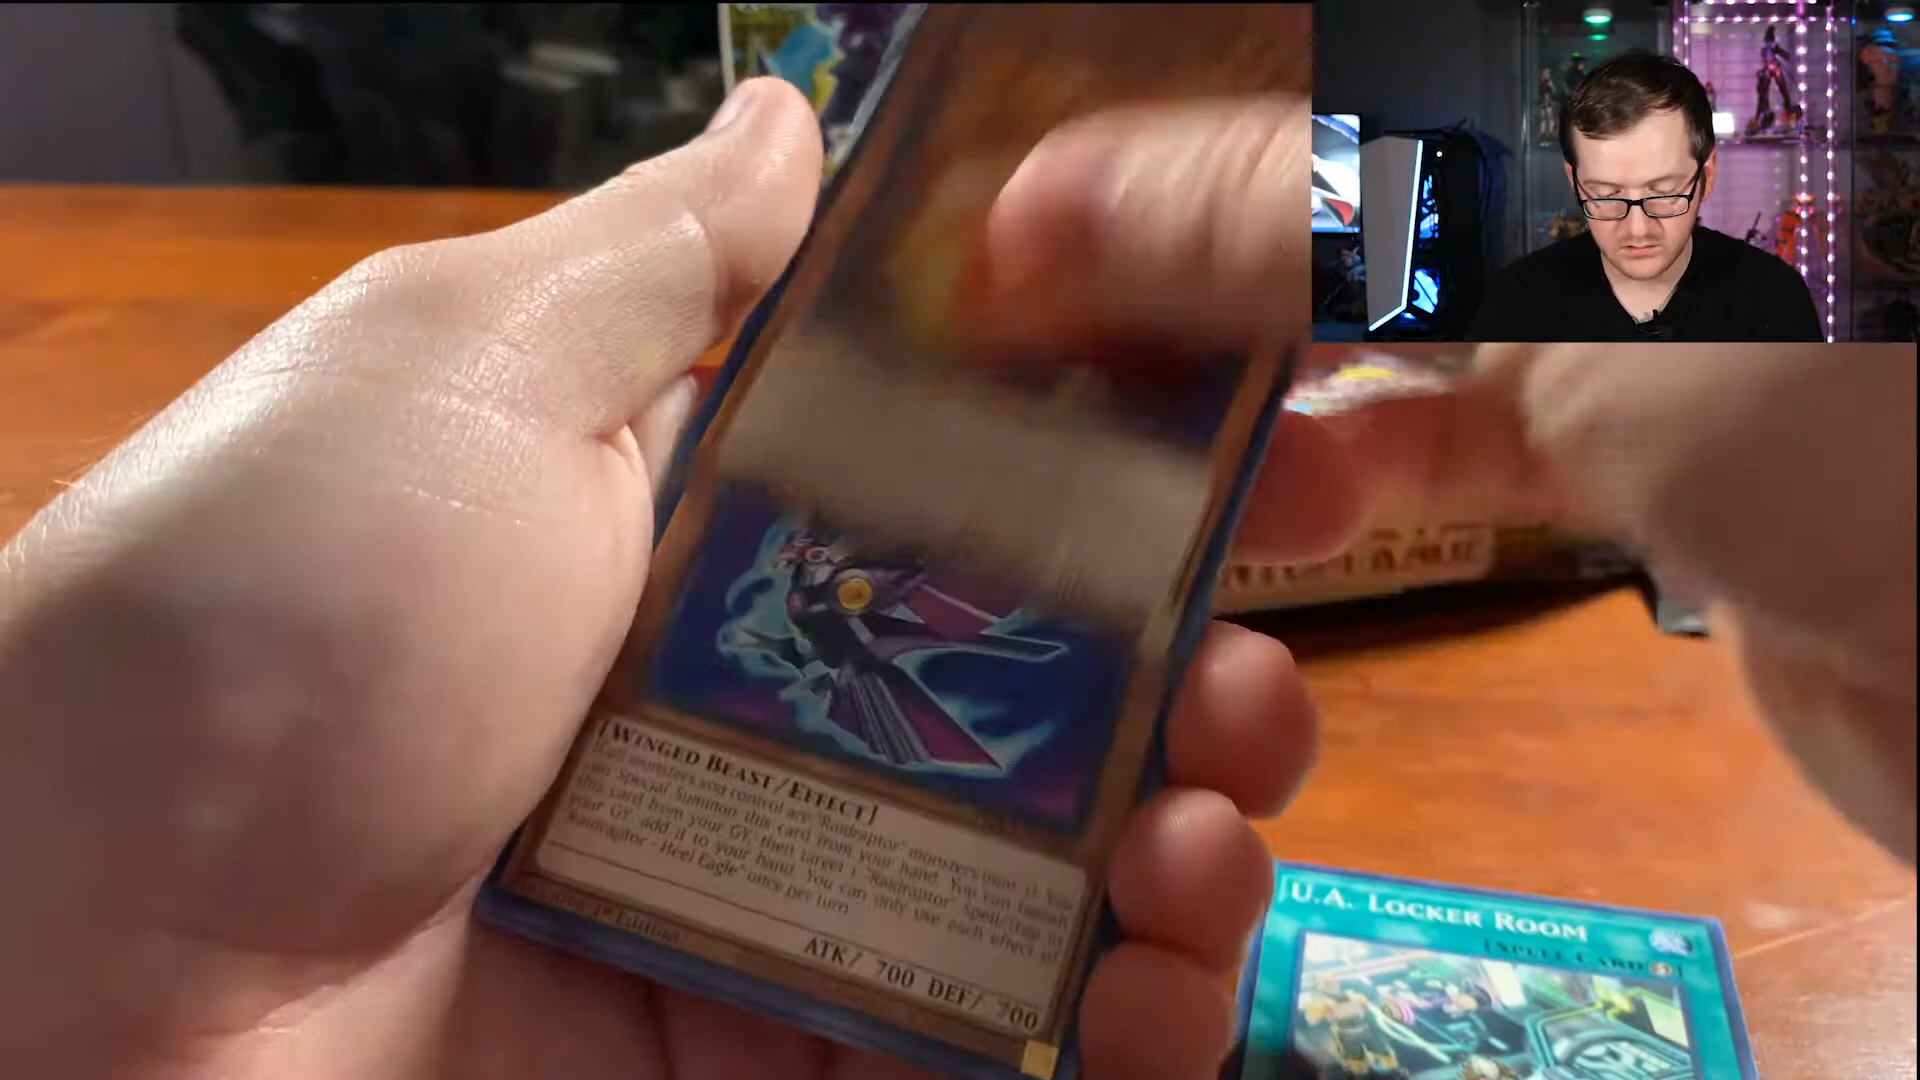 [WINGED BEAST/EFFECT]
If all monsters you control are "Raidraptor" monsters (min. 1): You
can Special Summon this card from your hand. You can banish
this card from your GY, then target 1 "Raidraptor" Spell/Trap in
your GY; add it to your hand. You can only use each effect of
"Raidraptor - Heel Eagle" once per turn.
1st Edition
ATK/ 700 DEF/ 700
U.A. LOCKER ROOM
[SPELL CARD]